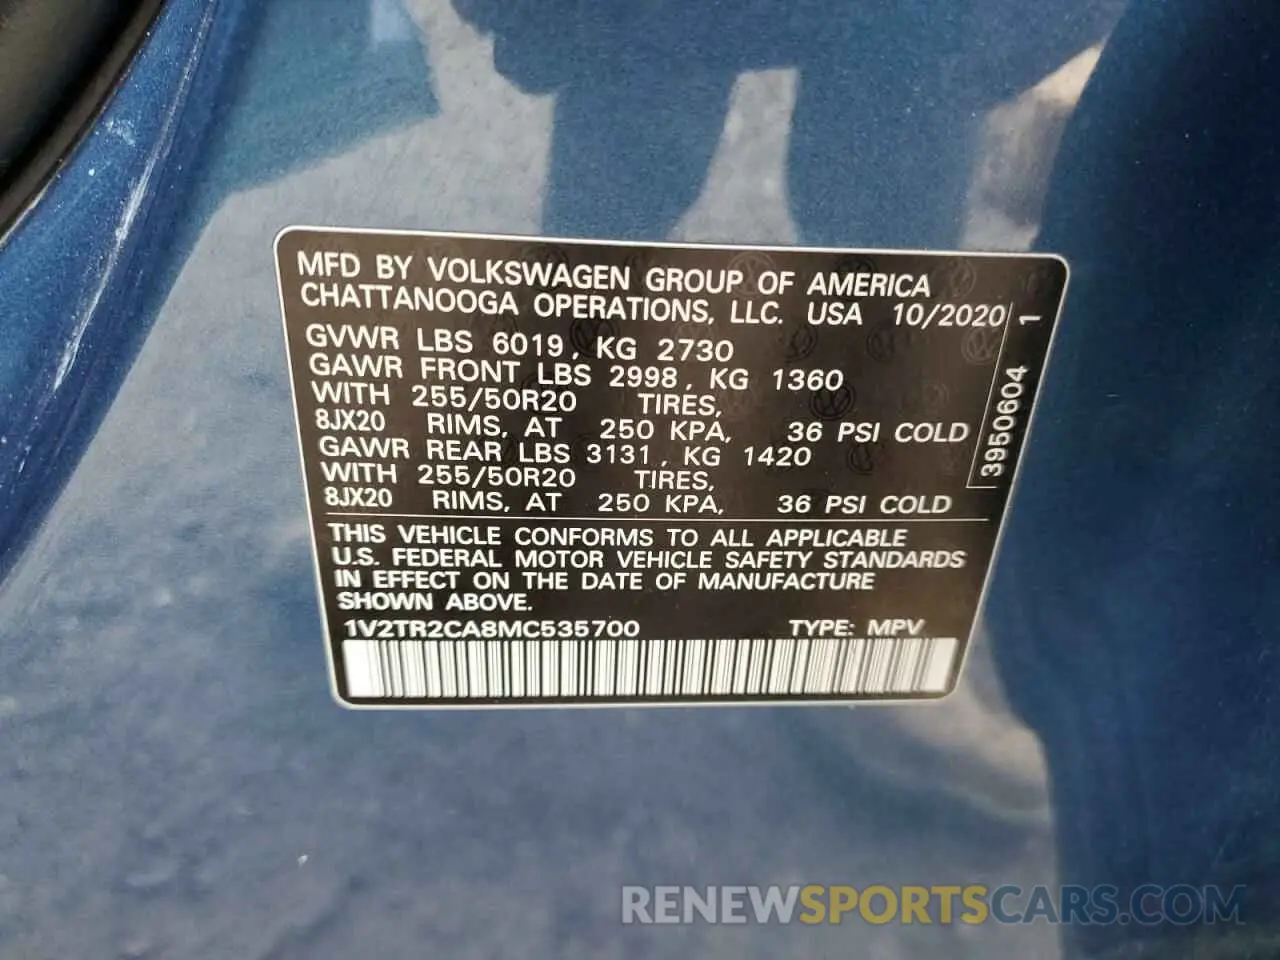 MFD BY VOLKSWAGEN GROUP OF AMERICA
CHATTANOOGA OPERATIONS, LLC. USA 10/2020 1
GVWR LBS 6019, KG 2730
GAWR FRONT LBS 2998, KG 1360
WITH 255/50R20 TIRES,
8JX20 RIMS, AT 250 KPA, 36 PSI COLD
GAWR REAR LBS 3131, KG 1420
WITH 255/50R20 TIRES,
8JX20 RIMS, AT 250 KPA, 36 PSI COLD
3950604
THIS VEHICLE CONFORMS TO ALL APPLICABLE
U.S. FEDERAL MOTOR VEHICLE SAFETY STANDARDS
IN EFFECT ON THE DATE OF MANUFACTURE
SHOWN ABOVE.
1V2TR2CA8MC535700 TYPE: MPV
RENEWSPORTSCARS.COM